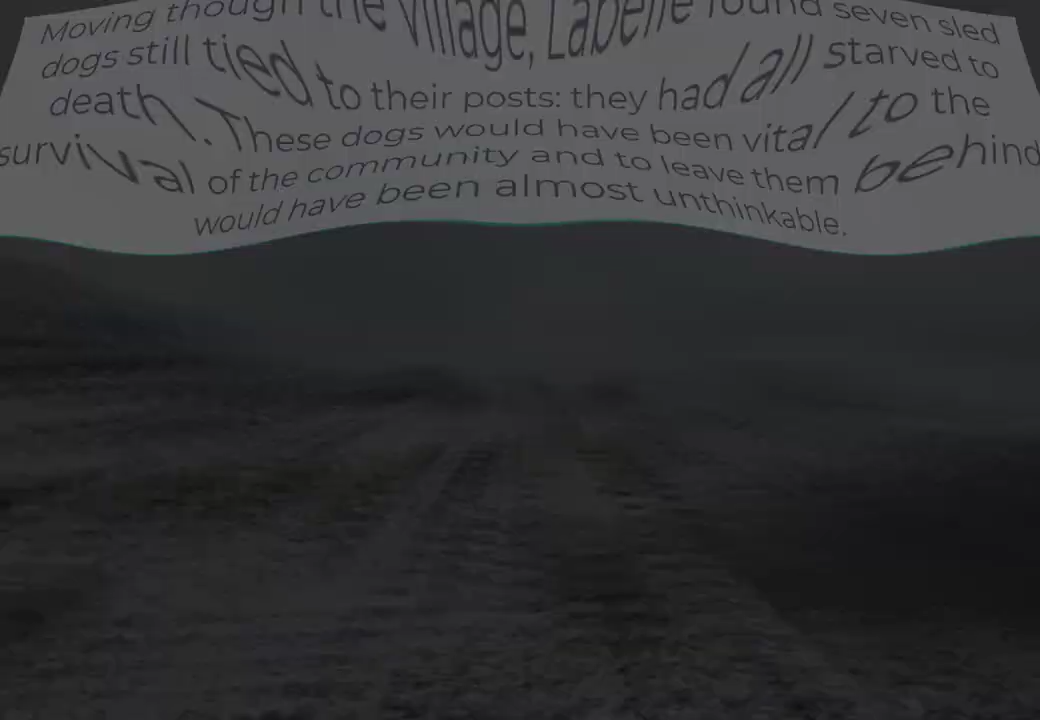 Moving though the village, Labelle found seven sled
dogs still tied to their posts: they had all starved to
death. These dogs would have been vital to the
survival of the community and to leave them behind
would have been almost unthinkable.